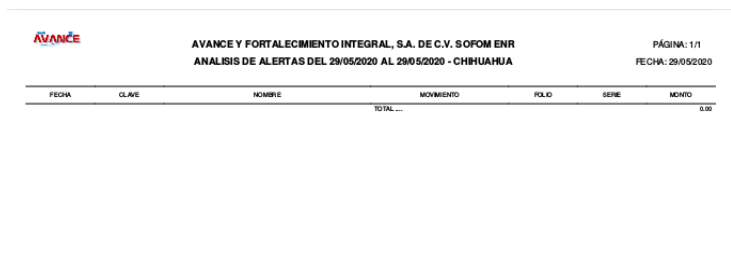 AVANCE
AVANCE Y FORTALECIMIENTO INTEGRAL, S.A. DE C.V. SOFOM ENR
PÁGINA: 1/1
ANALISIS DE ALERTAS DEL 29/05/2020 AL 29/05/2020 - CHIHUAHUA
FECHA: 29/05/2020
FECHA CLAVE NOMBRE MOVIMIENTO FOLIO SERIE MONTO
TOTAL .... 0.00